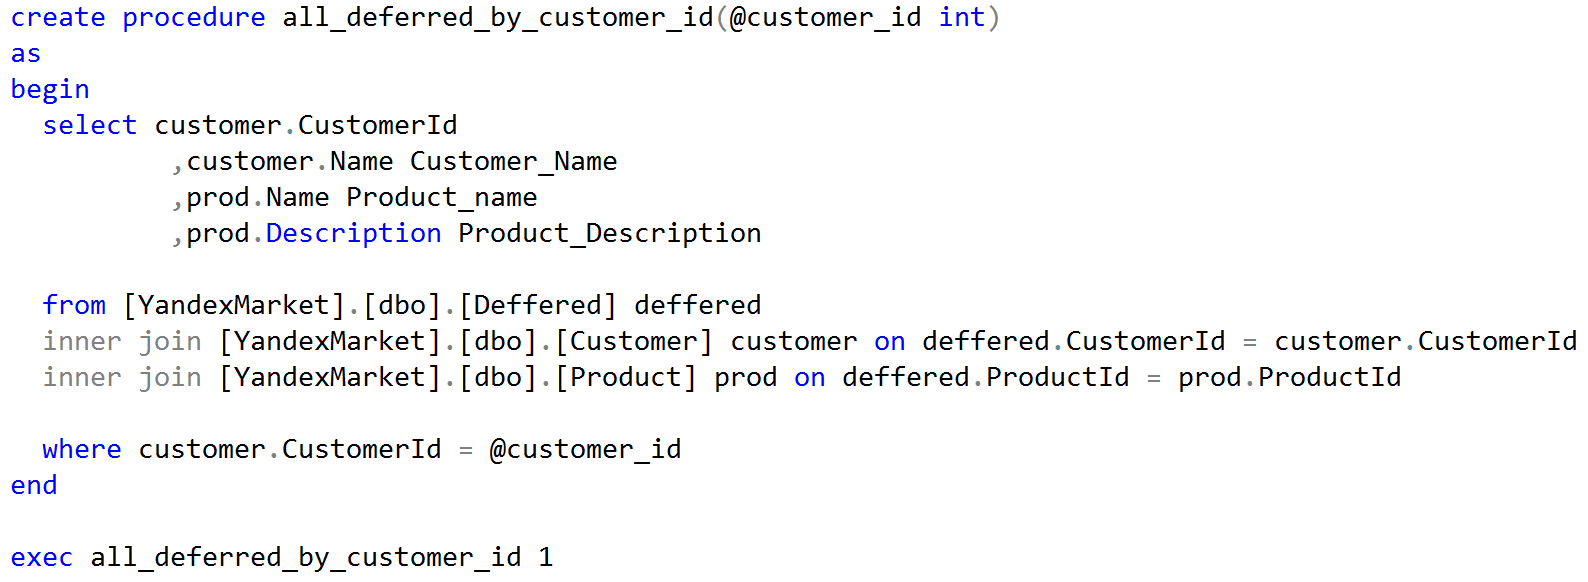 create procedure all_deferred_by_customer_id(@customer_id int)
as
begin
select customer.CustomerId
,customer.Name Customer_Name
,prod.Name Product_name
,prod.Description Product_Description
from [YandexMarket].[dbo].[Deffered] deffered
inner join [YandexMarket].[dbo].[Customer] customer on deffered.CustomerId = customer.CustomerId
inner join [YandexMarket].[dbo].[Product] prod on deffered.ProductId = prod.ProductId
where customer.CustomerId = @customer_id
end
exec all_deferred_by_customer_id 1